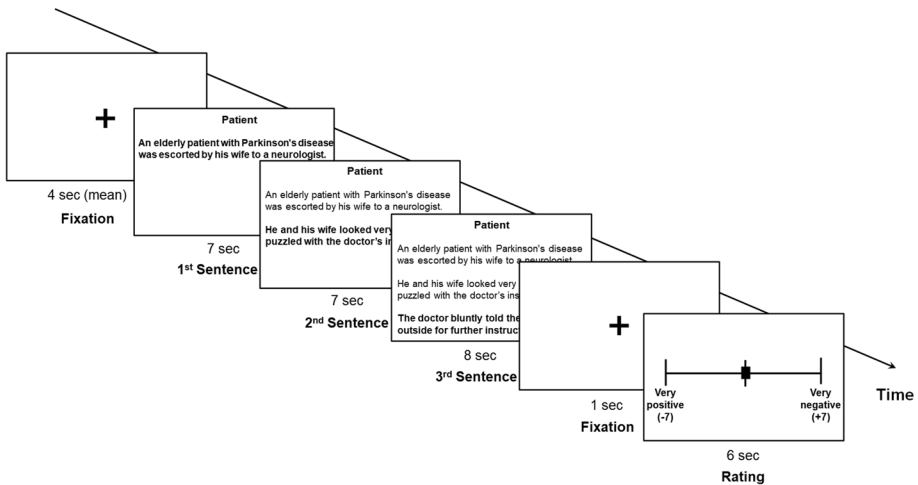 +
4 sec (mean)
Fixation
Patient
An elderly patient with Parkinson's disease
was escorted by his wife to a neurologist.
7 sec
1st Sentence
Patient
An elderly patient with Parkinson's disease
was escorted by his wife to a neurologist.
He and his wife looked very
puzzled with the doctor's in
7 sec
2nd Sentence
Patient
An elderly patient with Parkinson's disease
was escorted by his wife to a neurologist.
He and his wife looked very
puzzled with the doctor's ins
The doctor bluntly told the
outside for further instruc
8 sec
3rd Sentence
+
1 sec
Fixation
Very
positive
(-7)
Very
negative
(+7)
6 sec
Rating
Time